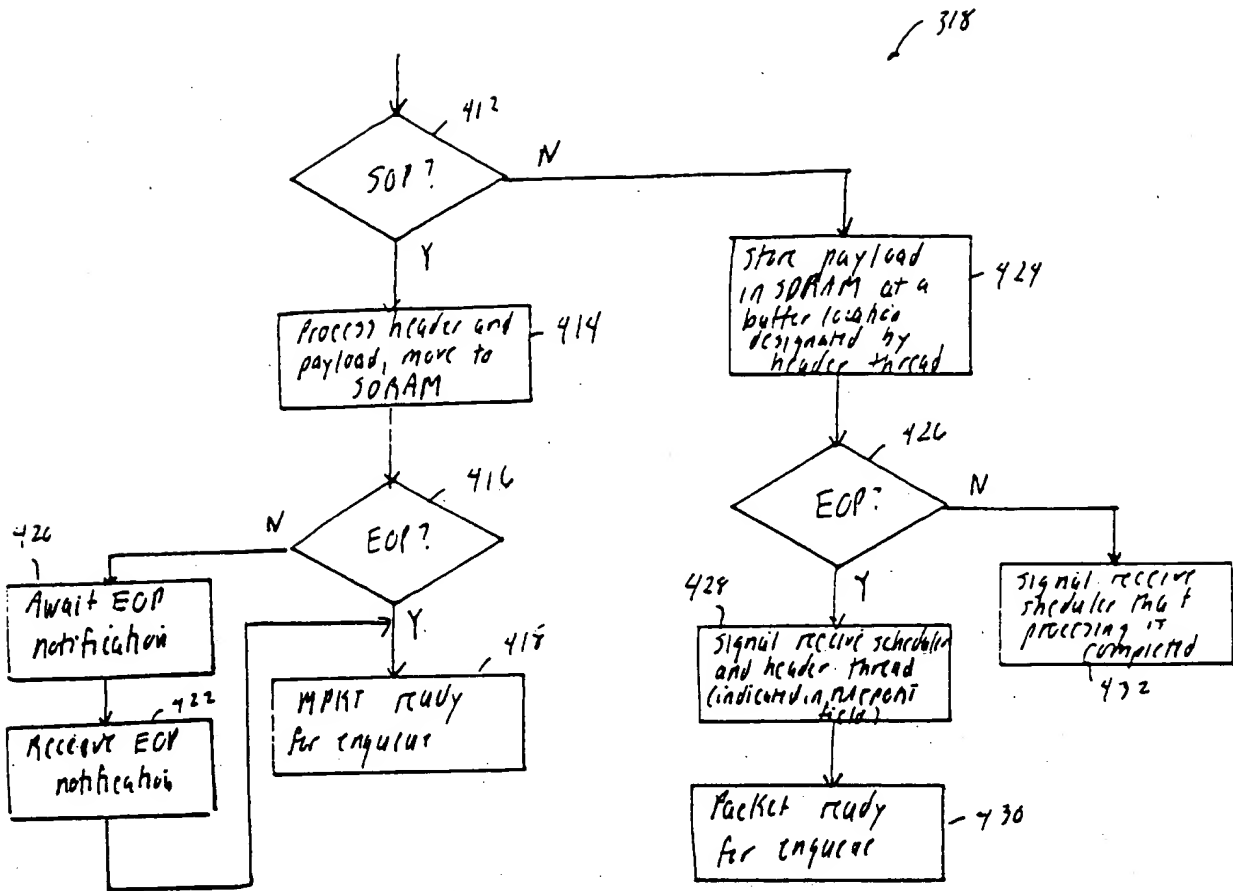 318
412
SOP?
N
Y
Process header and
payload, move to
SDRAM
414
416
EOP?
N
Y
420
Await EOP
notification
422
Receive EOP
notification
418
MPKT ready
for enqueue
Store payload
in SDRAM at a
buffer location
designated by
header thread
424
426
EOP?
N
Y
428
Signal receive scheduler
and header thread
(indicated in
field)
Signal receive
sheduler that
processing is
completed
432
Packet ready
for enqueue
430